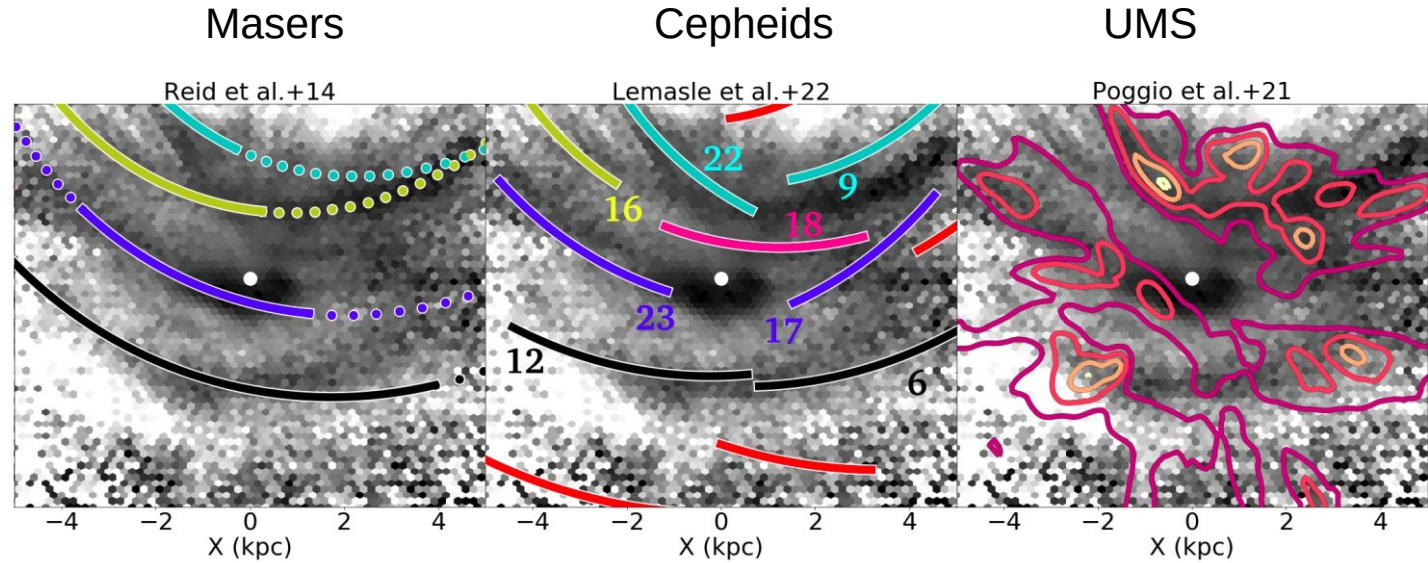 Masers Cepheids UMS
Reid et al.+14 Lemasle et al.+22 Poggio et al.+21
22
9
16
18
23 17
12 6
−4 −2 0 2 4 −4 −2 0 2 4 −4 −2 0 2 4
X (kpc) X (kpc) X (kpc)